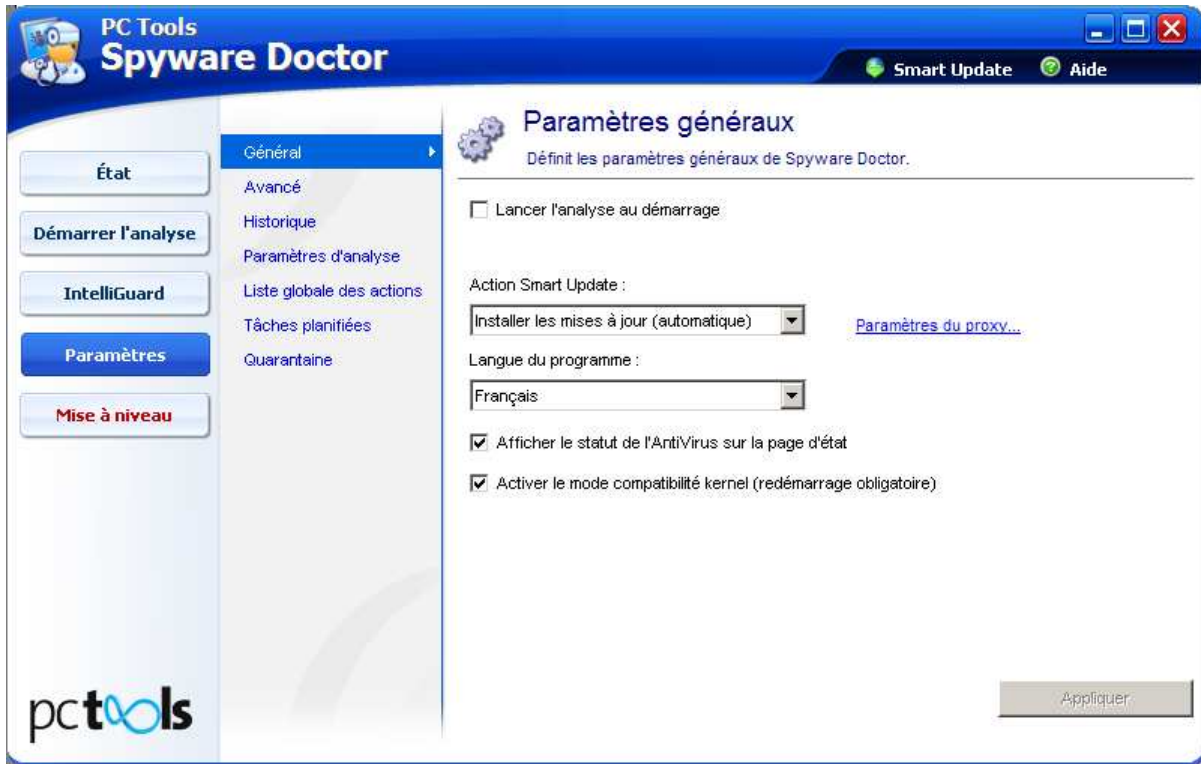 PC Tools
Spyware Doctor
Smart Update
Aide
État
Démarrer l'analyse
IntelliGuard
Paramètres
Mise à niveau
pctools
Général
Avancé
Historique
Paramètres d'analyse
Liste globale des actions
Tâches planifiées
Quarantaine
Paramètres généraux
Définit les paramètres généraux de Spyware Doctor.
Lancer l'analyse au démarrage
Action Smart Update :
Installer les mises à jour (automatique)
Paramètres du proxy...
Langue du programme :
Français
Afficher le statut de l'AntiVirus sur la page d'état
Activer le mode compatibilité kernel (redémarrage obligatoire)
Appliquer